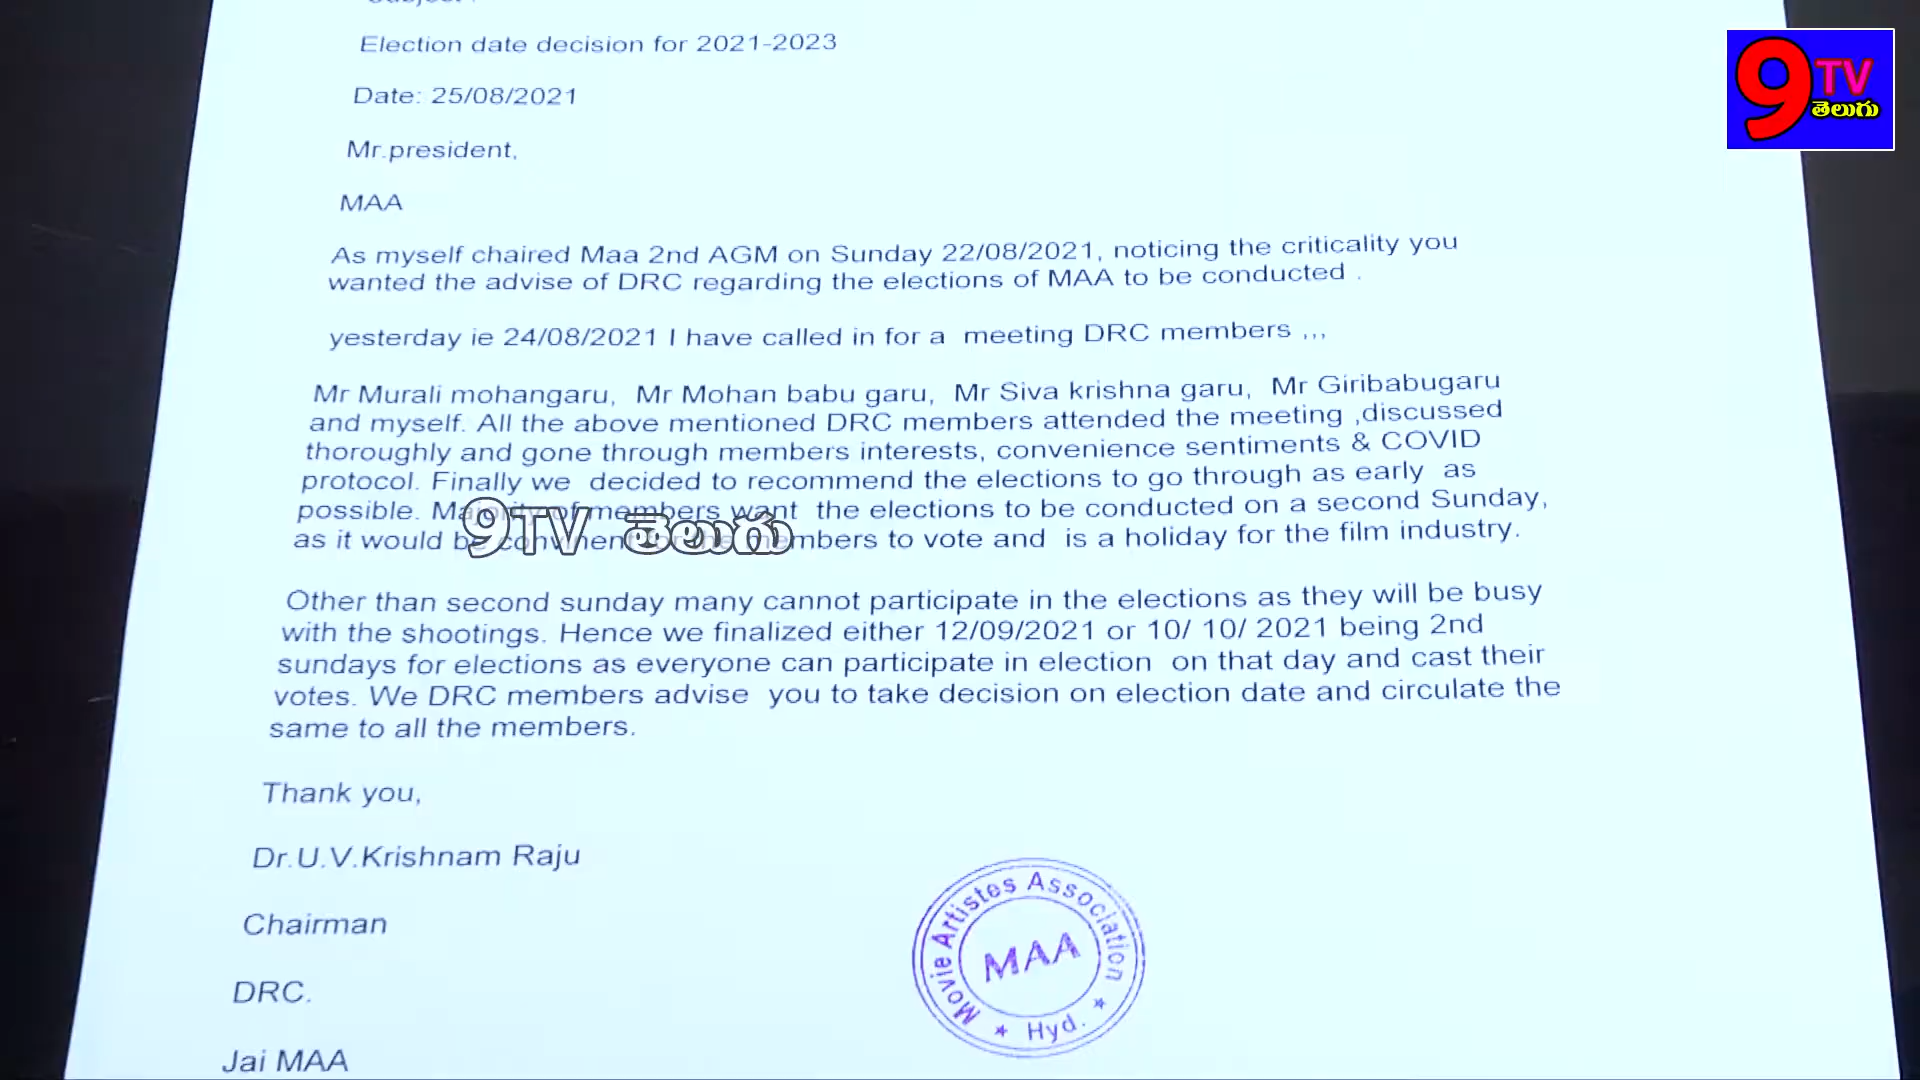 Election date decision for 2021-2023
Date: 25/08/2021
Mr.president,
MAA
As myself chaired Maa 2nd AGM on Sunday 22/08/2021, noticing the criticality you
wanted the advise of DRC regarding the elections of MAA to be conducted .
yesterday ie 24/08/2021 I have called in for a meeting DRC members ,,,
Mr Murali mohangaru, Mr Mohan babu garu, Mr Siva krishna garu, Mr Giribabugaru
and myself. All the above mentioned DRC members attended the meeting ,discussed
thoroughly and gone through members interests, convenience sentiments & COVID
protocol. Finally we decided to recommend the elections to go through as early as
possible. Majority of members want the elections to be conducted on a second Sunday,
as it would be for the members to vote and is a holiday for the film industry.
Other than second sunday many cannot participate in the elections as they will be busy
with the shootings. Hence we finalized either 12/09/2021 or 10/ 10/ 2021 being 2nd
sundays for elections as everyone can participate in election on that day and cast their
votes. We DRC members advise you to take decision on election date and circulate the
same to all the members.
Thank you,
Dr.U.V.Krishnam Raju
Chairman
DRC.
Jai MAA
Movie Artistes Association
MAA
★ Hyd. ★
9TV తెలుగు
9TV
తెలుగు